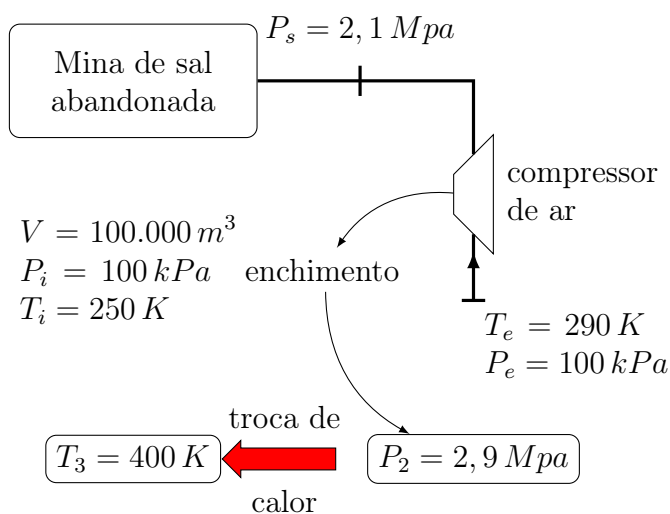 P_s = 2,1 Mpa
Mina de sal
abandonada
compressor
de ar
V = 100.000 m³
P_i = 100 kPa
T_i = 250 K
enchimento
T_e = 290 K
P_e = 100 kPa
troca de
T_3 = 400 K
P_2 = 2,9 Mpa
calor